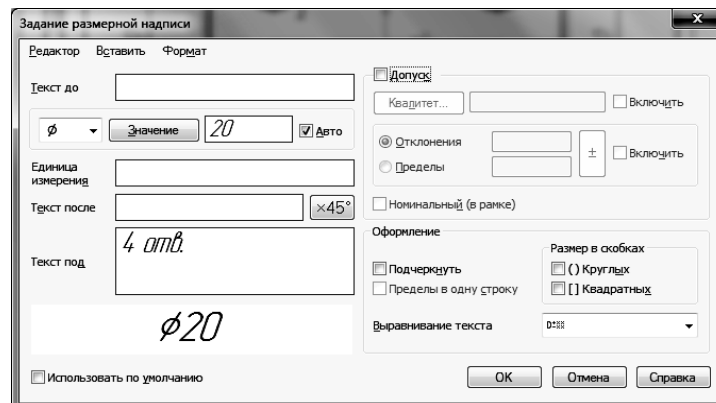 Задание размерной надписи
Редактор Вставить Формат
Текст до
ø Значение 20 Авто
Единица
измерения
Текст после ×45°
Текст под
4 отв.
ø20
Использовать по умолчанию
Допуск
Квалитет... Включить
Отклонения
Пределы
± Включить
Номинальный (в рамке)
Оформление
Подчеркнуть
Пределы в одну строку
Размер в скобках
( ) Круглых
[ ] Квадратных
Выравнивание текста
OK Отмена Справка